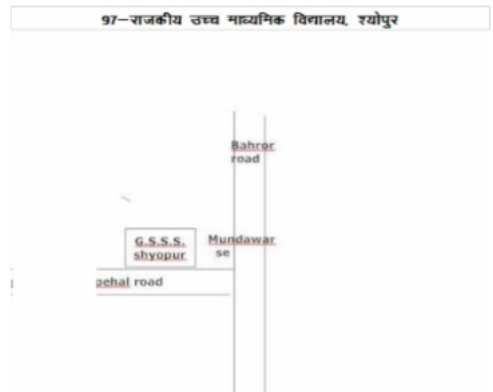 97-राजकीय उच्च माध्यमिक विद्यालय, श्योपुर
Bahror
road
G.S.S.S.
shyopur
Mundawar
se
pehal road